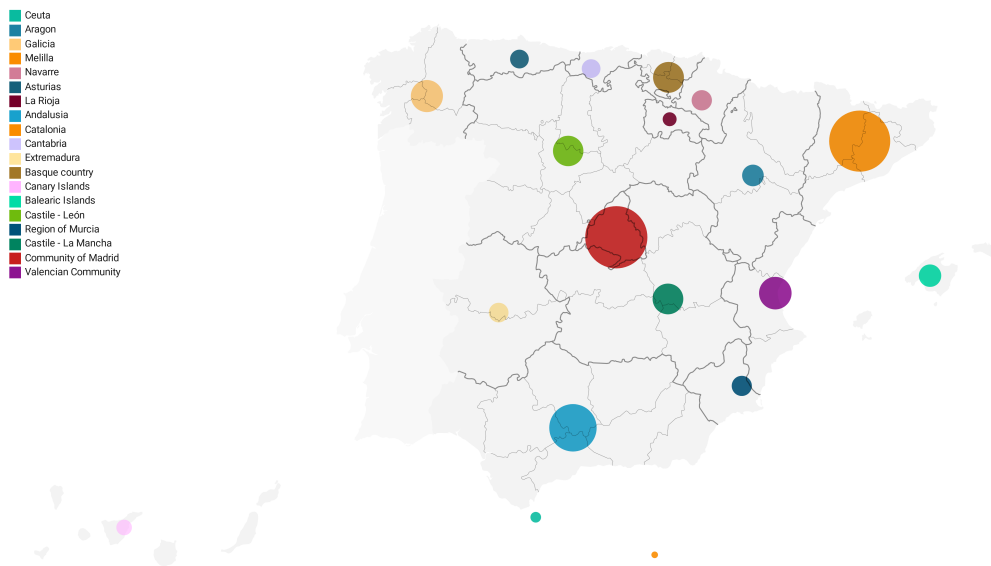 Ceuta
Aragon
Galicia
Melilla
Navarre
Asturias
La Rioja
Andalusia
Catalonia
Cantabria
Extremadura
Basque country
Canary Islands
Balearic Islands
Castile - León
Region of Murcia
Castile - La Mancha
Community of Madrid
Valencian Community